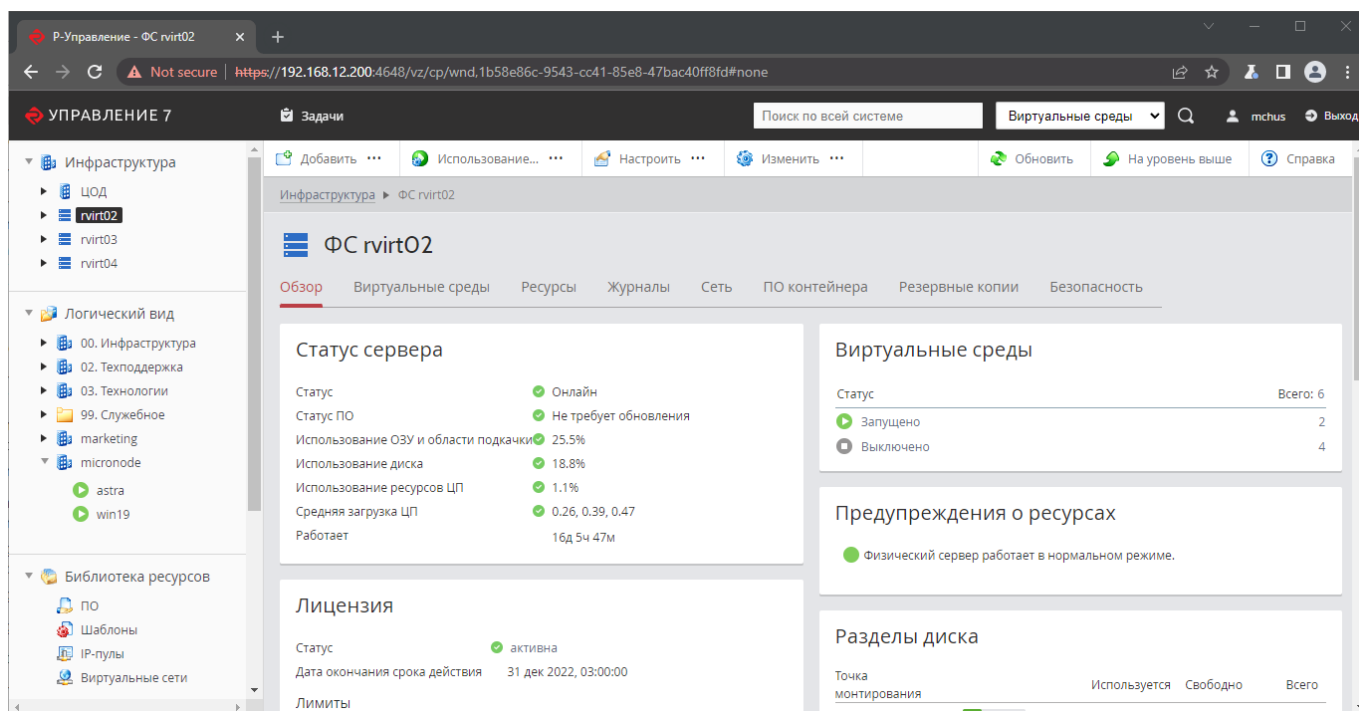 Р-Управление - ФС rvirt02
Not secure | https://192.168.12.200:4648/vz/cp/wnd,1b58e86c-9543-cc41-85e8-47bac40ff8fd#none
УПРАВЛЕНИЕ 7
Задачи
Поиск по всей системе
Виртуальные среды
mchus
Выход
Добавить ···
Использование... ···
Настроить ···
Изменить ···
Обновить
На уровень выше
Справка
Инфраструктура
ЦОД
rvirt02
rvirt03
rvirt04
Логический вид
00. Инфраструктура
02. Техподдержка
03. Технологии
99. Служебное
marketing
micronode
astra
win19
Библиотека ресурсов
ПО
Шаблоны
IP-пулы
Виртуальные сети
Инфраструктура ► ФС rvirt02
ФС rvirtO2
Обзор Виртуальные среды Ресурсы Журналы Сеть ПО контейнера Резервные копии Безопасность
Статус сервера
Статус Онлайн
Статус ПО Не требует обновления
Использование ОЗУ и области подкачки 25.5%
Использование диска 18.8%
Использование ресурсов ЦП 1.1%
Средняя загрузка ЦП 0.26, 0.39, 0.47
Работает 16д 5ч 47м
Лицензия
Статус активна
Дата окончания срока действия 31 дек 2022, 03:00:00
Лимиты
Виртуальные среды
Статус Всего: 6
Запущено 2
Выключено 4
Предупреждения о ресурсах
Физический сервер работает в нормальном режиме.
Разделы диска
Точка
монтирования Используется Свободно Всего